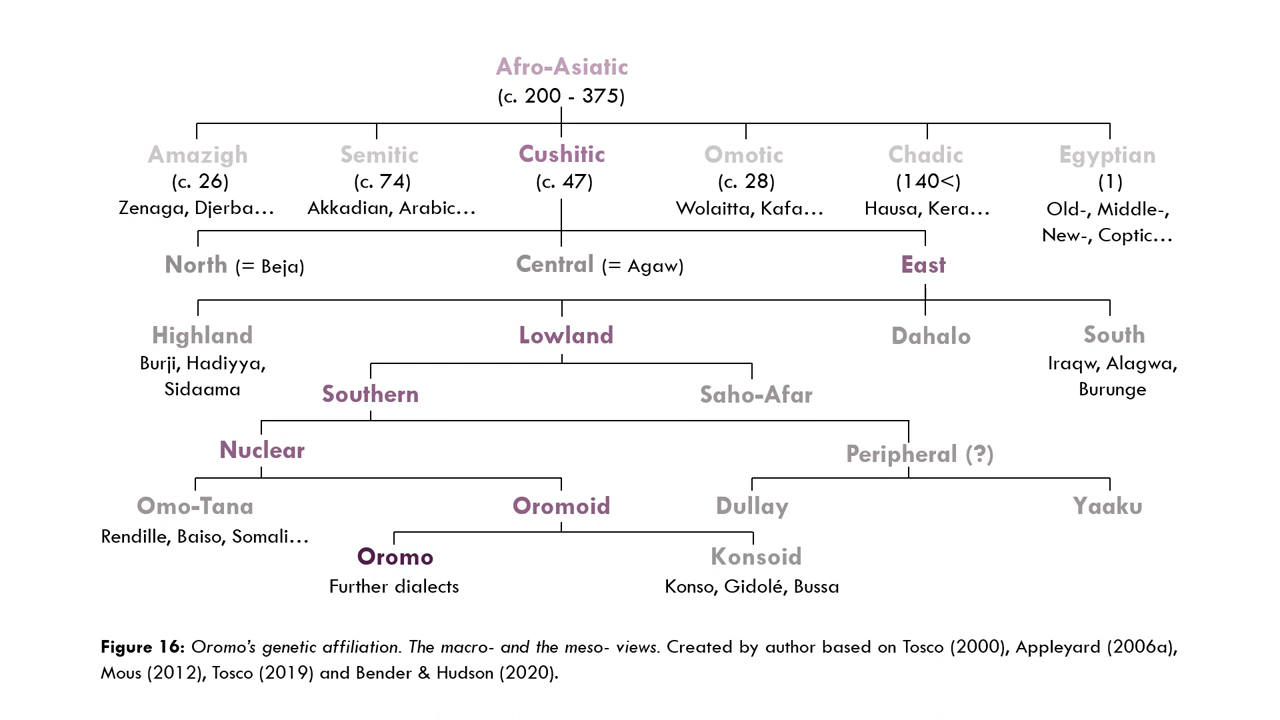 Afro-Asiatic
(c. 200 - 375)
Amazigh Semitic Cushitic Omotic Chadic Egyptian
(c. 26) (c. 74) (c. 47) (c. 28) (140<) (1)
Zenaga, Djerba… Akkadian, Arabic… Wolaitta, Kafa… Hausa, Kera… Old-, Middle-,
New-, Coptic…
North (= Beja) Central (= Agaw) East
Highland Lowland Dahalo South
Burji, Hadiyya, Iraqw, Alagwa,
Sidaama Burunge
Southern Saho-Afar
Nuclear Peripheral (?)
Omo-Tana Oromoid Dullay Yaaku
Rendille, Baiso, Somali…
Oromo Konsoid
Further dialects Konso, Gidolé, Bussa
Figure 16: Oromo’s genetic affiliation. The macro- and the meso- views. Created by author based on Tosco (2000), Appleyard (2006a),
Mous (2012), Tosco (2019) and Bender & Hudson (2020).